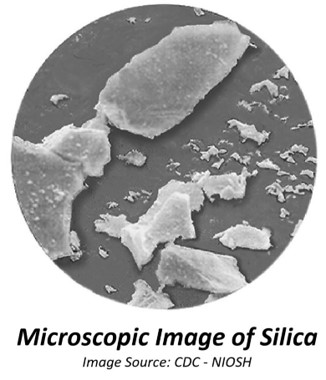 Microscopic Image of Silica
Image Source: CDC - NIOSH